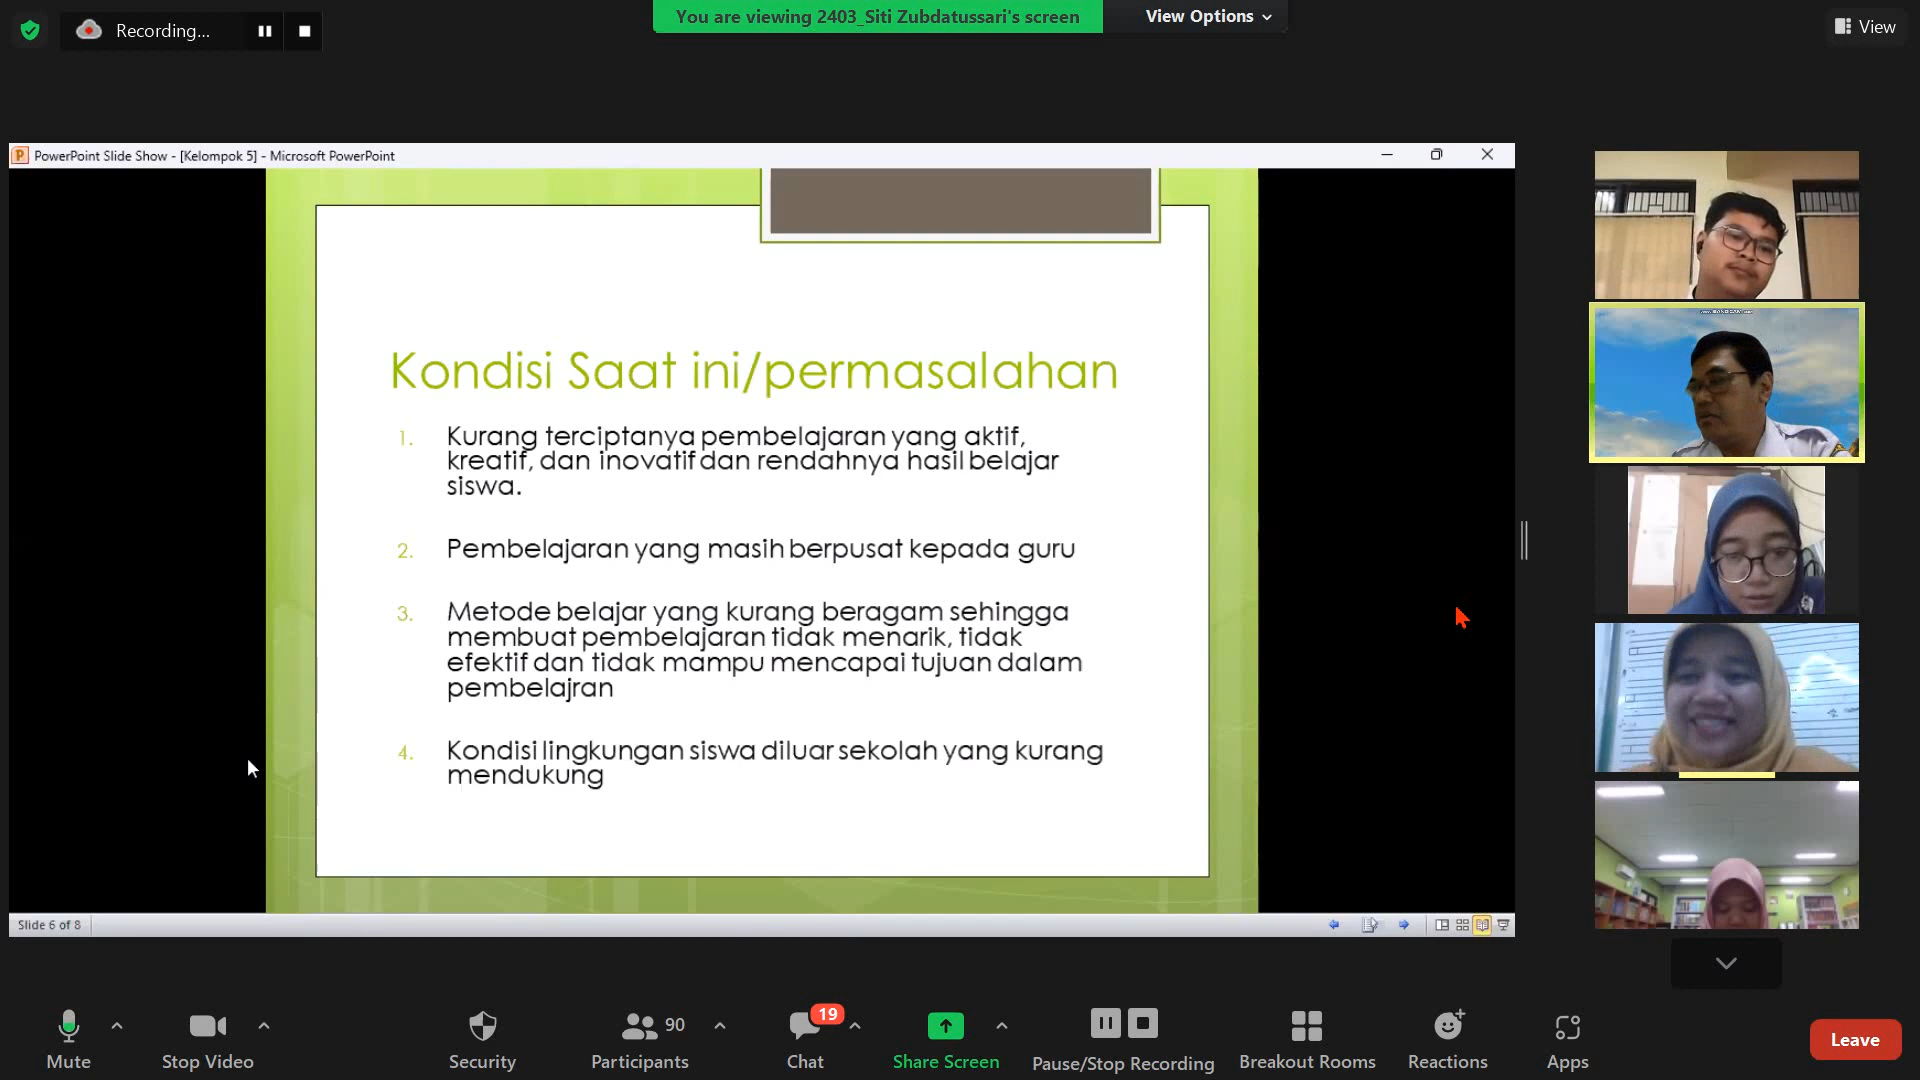 Recording...
You are viewing 2403_Siti Zubdatussari's screen
View Options
View
PowerPoint Slide Show - [Kelompok 5] - Microsoft PowerPoint
Kondisi Saat ini/permasalahan
1. Kurang terciptanya pembelajaran yang aktif,
kreatif, dan inovatif dan rendahnya hasil belajar
siswa.
2. Pembelajaran yang masih berpusat kepada guru
3. Metode belajar yang kurang beragam sehingga
membuat pembelajaran tidak menarik, tidak
efektif dan tidak mampu mencapai tujuan dalam
pembelajran
4. Kondisi lingkungan siswa diluar sekolah yang kurang
mendukung
Slide 6 of 8
Mute
Stop Video
Security
Participants
90
Chat
19
Share Screen
Pause/Stop Recording
Breakout Rooms
Reactions
Apps
Leave